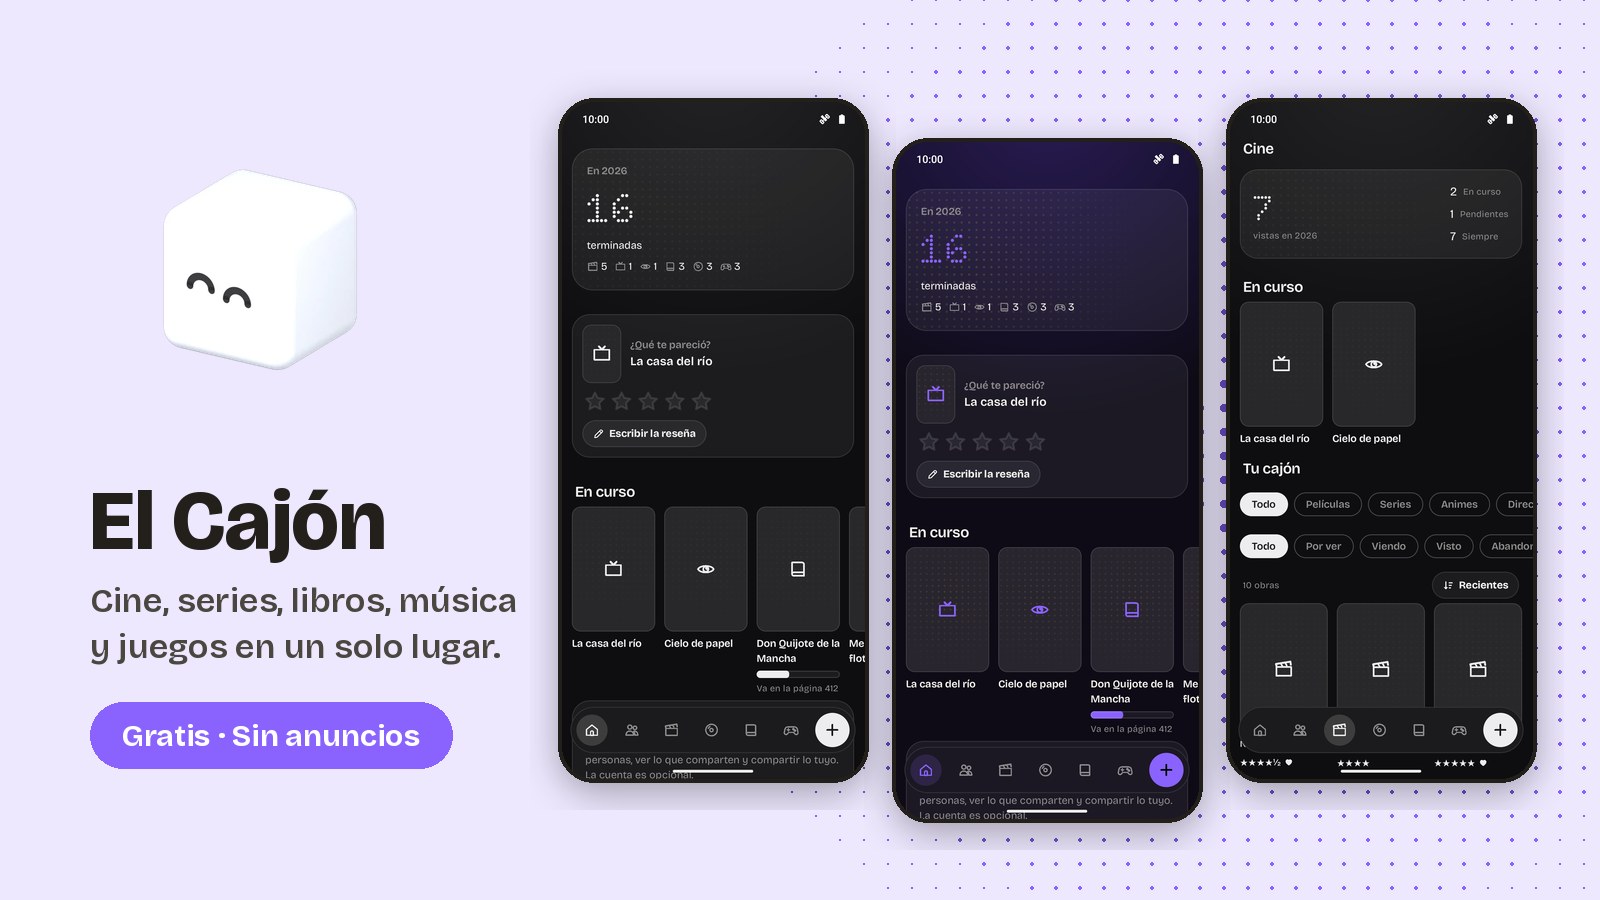 El Cajón
Cine, series, libros, música
y juegos en un solo lugar.
Gratis · Sin anuncios
10:00
En 2026
16
terminadas
5 1 1 3 3 3
¿Qué te pareció?
La casa del río
Escribir la reseña
En curso
La casa del río
Cielo de papel
Don Quijote de la
Mancha
Va en la página 412
Me
flot
personas, ver lo que comparten y compartir lo tuyo.
La cuenta es opcional.
10:00
En 2026
16
terminadas
5 1 1 3 3 3
¿Qué te pareció?
La casa del río
Escribir la reseña
En curso
La casa del río
Cielo de papel
Don Quijote de la
Mancha
Va en la página 412
Me
flot
personas, ver lo que comparten y compartir lo tuyo.
La cuenta es opcional.
10:00
Cine
7
vistas en 2026
2 En curso
1 Pendientes
7 Siempre
En curso
La casa del río
Cielo de papel
Tu cajón
Todo Películas Series Animes Direc
Todo Por ver Viendo Visto Abandon
10 obras
Recientes
★★★★½ ♥ ★★★★ ★★★★★ ♥